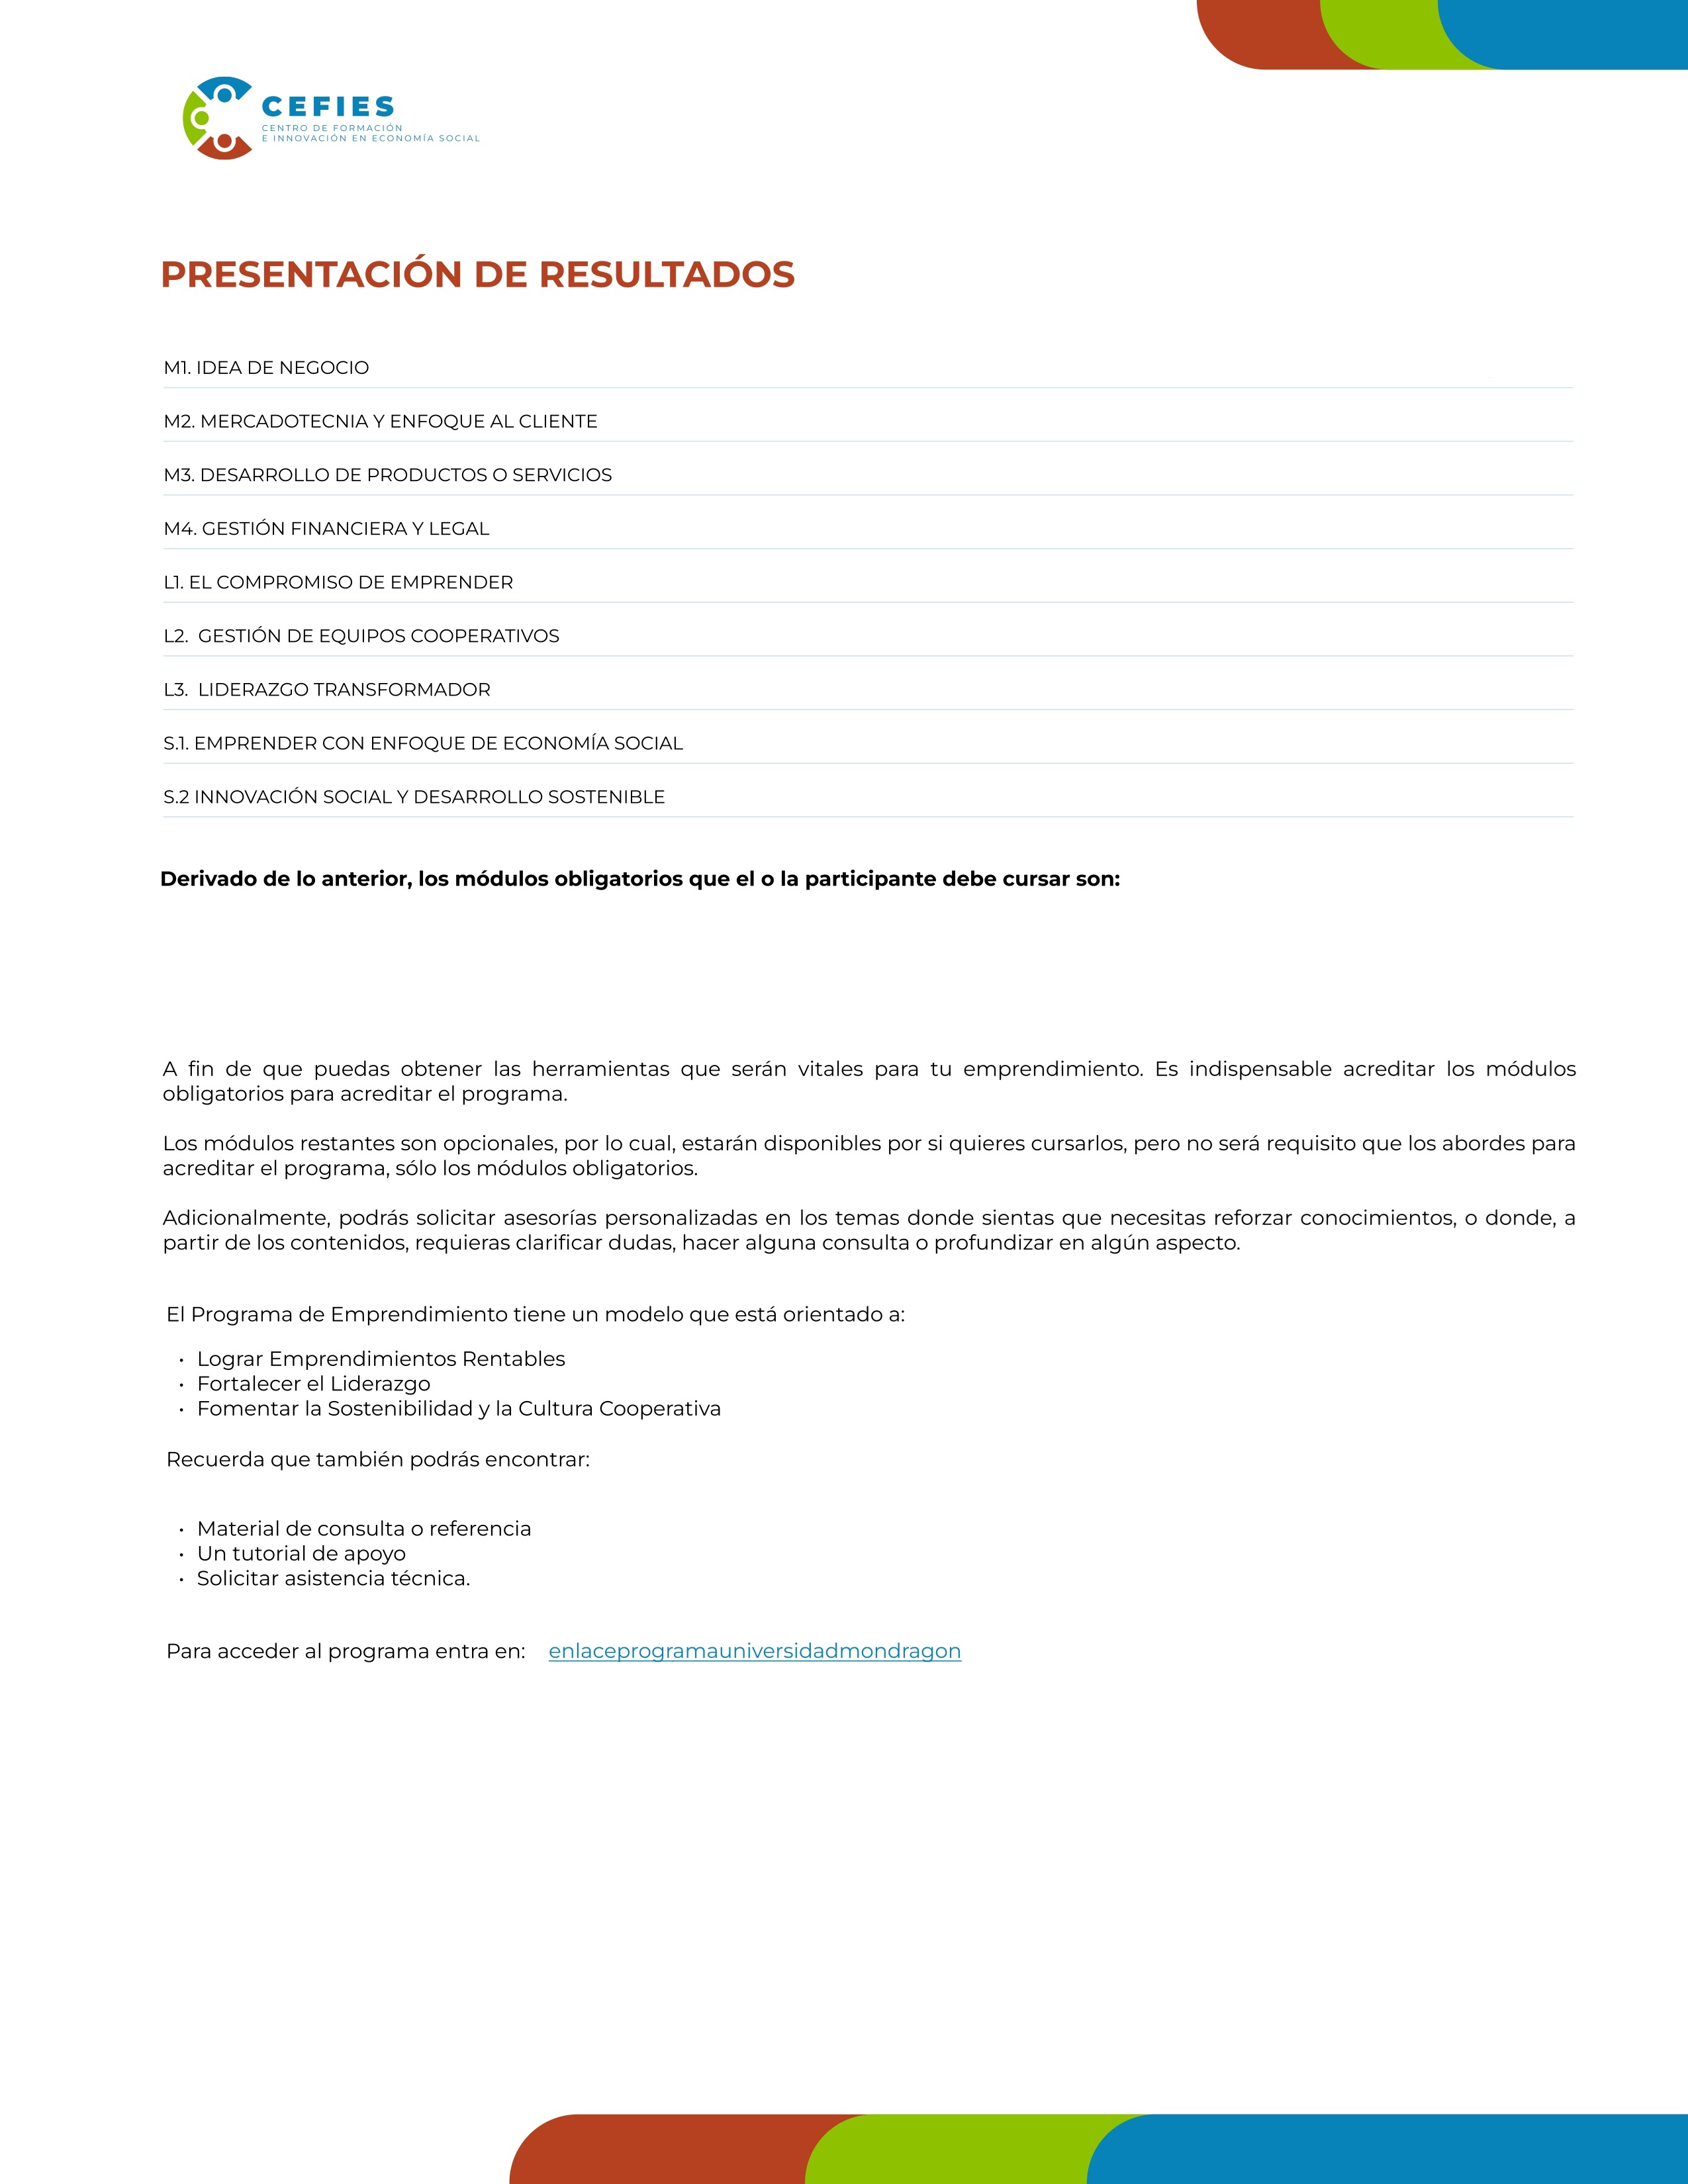 CEFIES
CENTRO DE FORMACIÓN
E INNOVACIÓN EN ECONOMÍA SOCIAL
PRESENTACIÓN DE RESULTADOS
M1. IDEA DE NEGOCIO
M2. MERCADOTECNIA Y ENFOQUE AL CLIENTE
M3. DESARROLLO DE PRODUCTOS O SERVICIOS
M4. GESTIÓN FINANCIERA Y LEGAL
L1. EL COMPROMISO DE EMPRENDER
L2. GESTIÓN DE EQUIPOS COOPERATIVOS
L3. LIDERAZGO TRANSFORMADOR
S.1. EMPRENDER CON ENFOQUE DE ECONOMÍA SOCIAL
S.2 INNOVACIÓN SOCIAL Y DESARROLLO SOSTENIBLE
Derivado de lo anterior, los módulos obligatorios que el o la participante debe cursar son:
A fin de que puedas obtener las herramientas que serán vitales para tu emprendimiento. Es indispensable acreditar los módulos
obligatorios para acreditar el programa.
Los módulos restantes son opcionales, por lo cual, estarán disponibles por si quieres cursarlos, pero no será requisito que los abordes para
acreditar el programa, sólo los módulos obligatorios.
Adicionalmente, podrás solicitar asesorías personalizadas en los temas donde sientas que necesitas reforzar conocimientos, o donde, a
partir de los contenidos, requieras clarificar dudas, hacer alguna consulta o profundizar en algún aspecto.
El Programa de Emprendimiento tiene un modelo que está orientado a:
• Lograr Emprendimientos Rentables
• Fortalecer el Liderazgo
• Fomentar la Sostenibilidad y la Cultura Cooperativa
Recuerda que también podrás encontrar:
• Material de consulta o referencia
• Un tutorial de apoyo
• Solicitar asistencia técnica.
Para acceder al programa entra en: enlaceprogramauniversidadmondragon